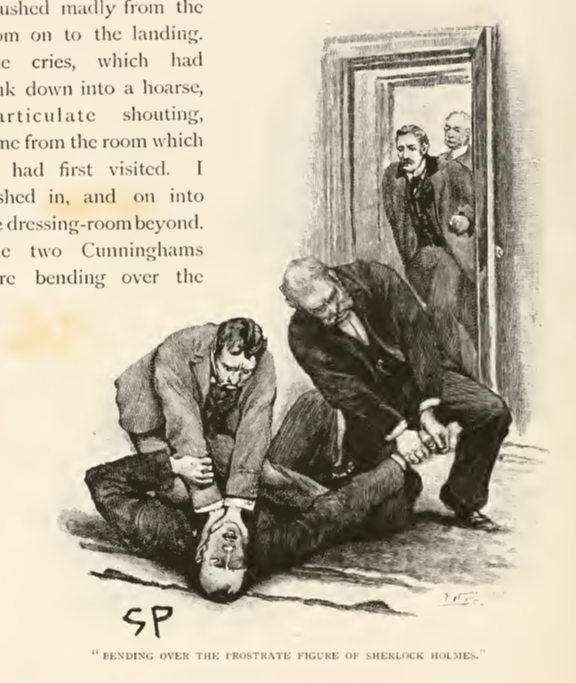 ushed madly from the
om on to the landing.
e cries, which had
nk down into a hoarse,
articulate shouting,
me from the room which
had first visited. I
shed in, and on into
e dressing-room beyond.
e two Cunninghams
re bending over the
SP
"BENDING OVER THE PROSTRATE FIGURE OF SHERLOCK HOLMES."